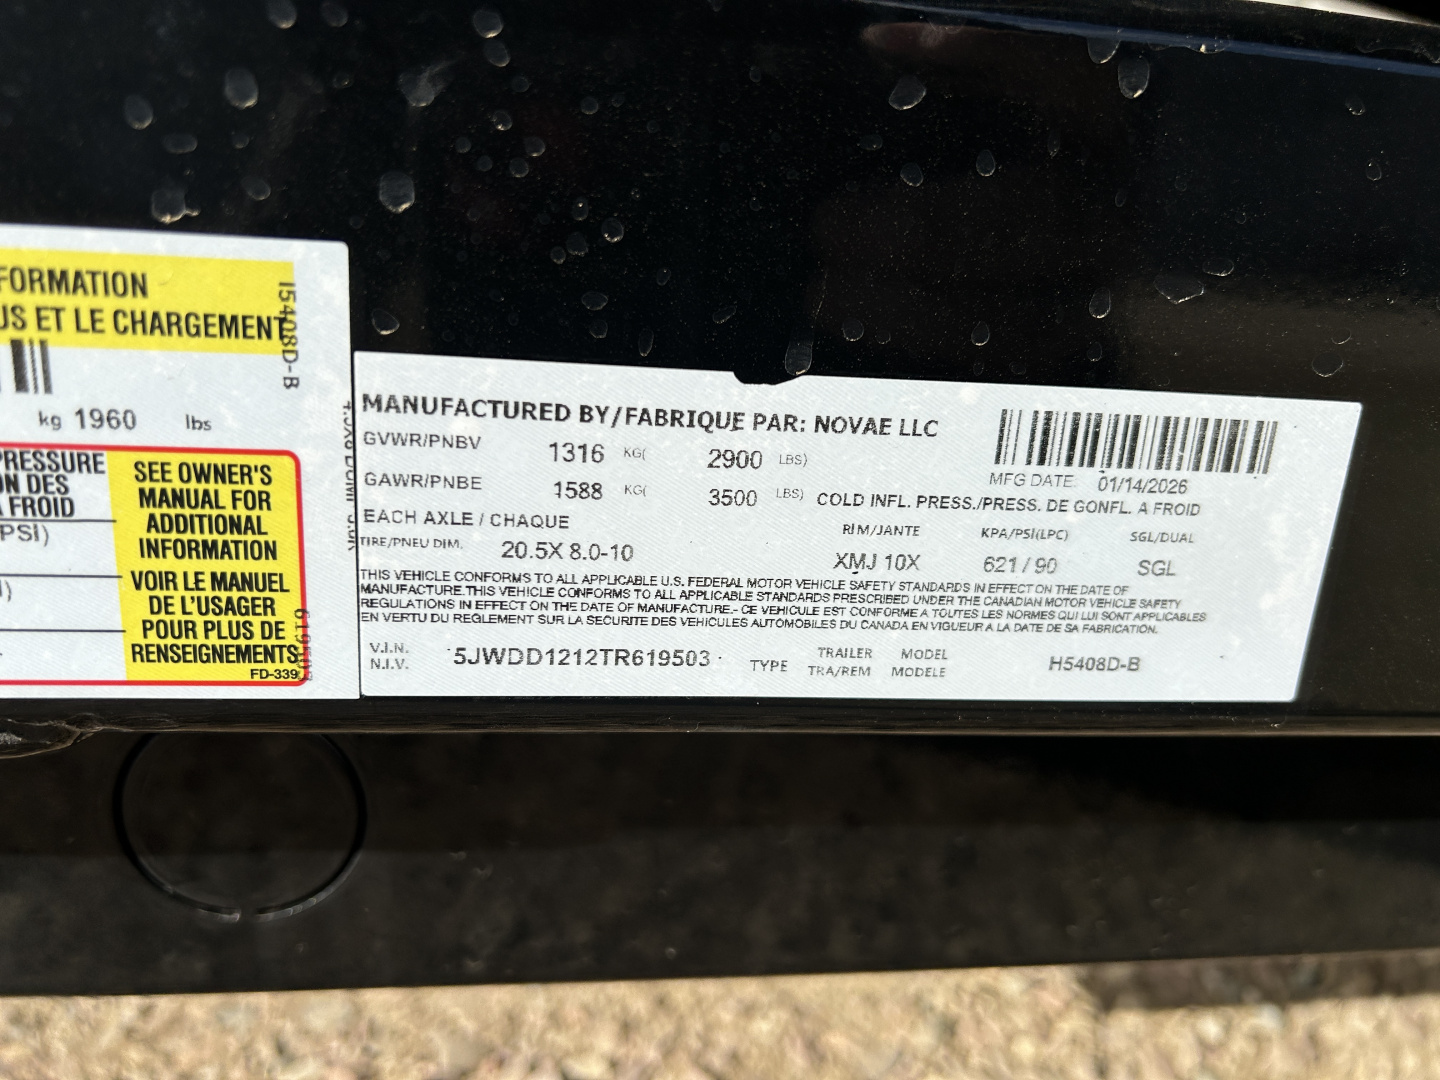 FORMATION
US ET LE CHARGEMENT
I5408D-B
kg 1960 lbs
PRESSURE
ON DES
A FROID
PSI)
SEE OWNER'S
MANUAL FOR
ADDITIONAL
INFORMATION
VOIR LE MANUEL
DE L'USAGER
POUR PLUS DE
RENSEIGNEMENTS
FD-339
619503
MANUFACTURED BY/FABRIQUE PAR: NOVAE LLC
GVWR/PNBV 1316 KG( 2900 LBS)
MFG DATE: 01/14/2026
GAWR/PNBE 1588 KG( 3500 LBS) COLD INFL. PRESS./PRESS. DE GONFL. A FROID
EACH AXLE / CHAQUE RIM/JANTE KPA/PSI(LPC) SGL/DUAL
TIRE/PNEU DIM. 20.5X 8.0-10 XMJ 10X 621 / 90 SGL
THIS VEHICLE CONFORMS TO ALL APPLICABLE U.S. FEDERAL MOTOR VEHICLE SAFETY STANDARDS IN EFFECT ON THE DATE OF
MANUFACTURE.THIS VEHICLE CONFORMS TO ALL APPLICABLE STANDARDS PRESCRIBED UNDER THE CANADIAN MOTOR VEHICLE SAFETY
REGULATIONS IN EFFECT ON THE DATE OF MANUFACTURE.- CE VEHICULE EST CONFORME A TOUTES LES NORMES QUI LUI SONT APPLICABLES
EN VERTU DU REGLEMENT SUR LA SECURITE DES VEHICULES AUTOMOBILES DU CANADA EN VIGUEUR A LA DATE DE SA FABRICATION.
V.I.N. 5JWDD1212TR619503 TYPE TRAILER MODEL H5408D-B
N.I.V. TRA/REM MODELE